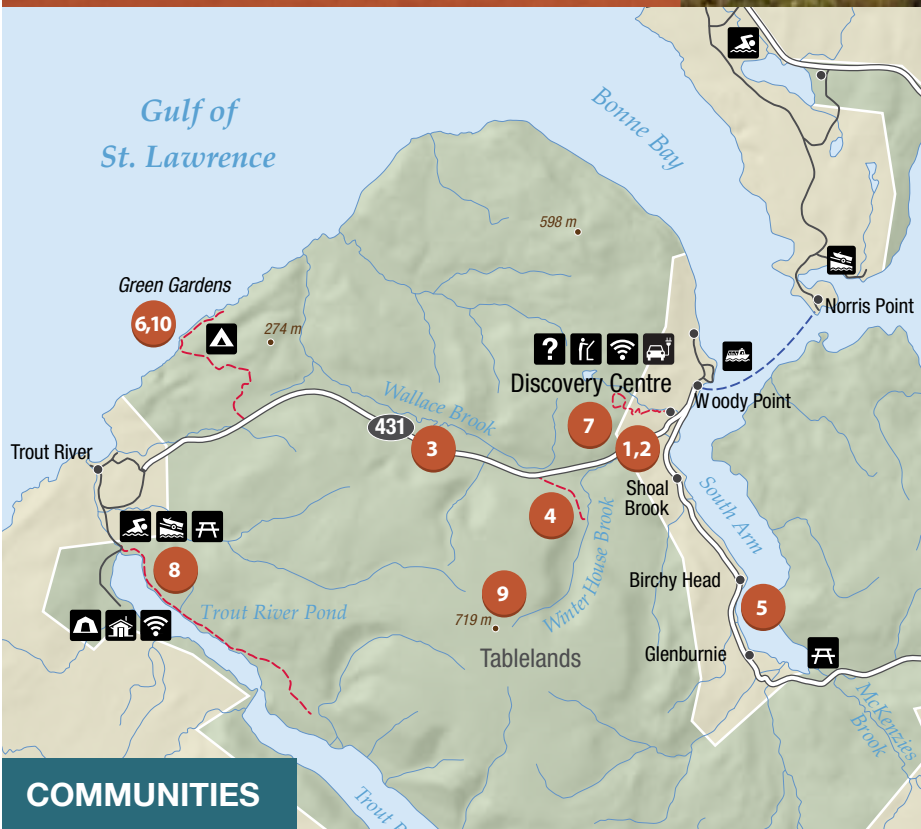 Gulf of
St. Lawrence
Bonne Bay
598 m
Green Gardens
6,10
274 m
Norris Point
?
Discovery Centre
Woody Point
Wallace Brook
431
3
7
1,2
Trout River
Shoal
Brook
South Arm
4
Winter House Brook
8
Birchy Head
9
5
Trout River Pond
719 m
Tablelands
Glenburnie
McKenzies
Brook
COMMUNITIES
Trout